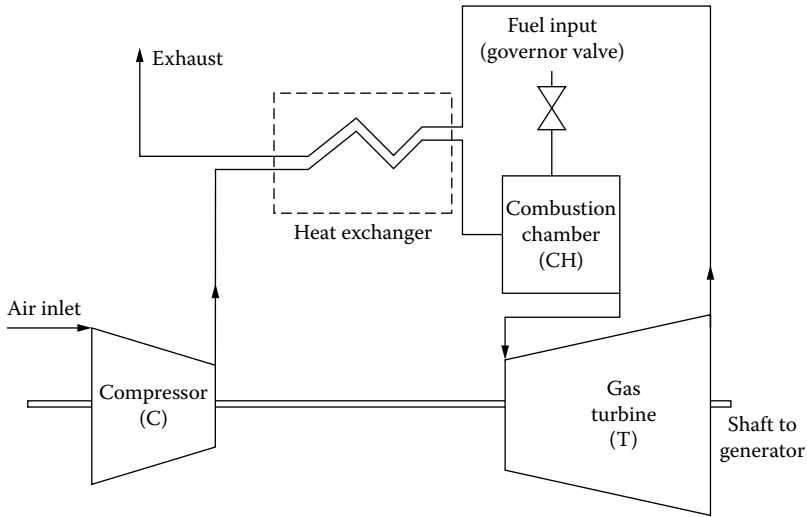 Fuel input
(governor valve)
Exhaust
Heat exchanger
Combustion
chamber
(CH)
Air inlet
Compressor
(C)
Gas
turbine
(T)
Shaft to
generator